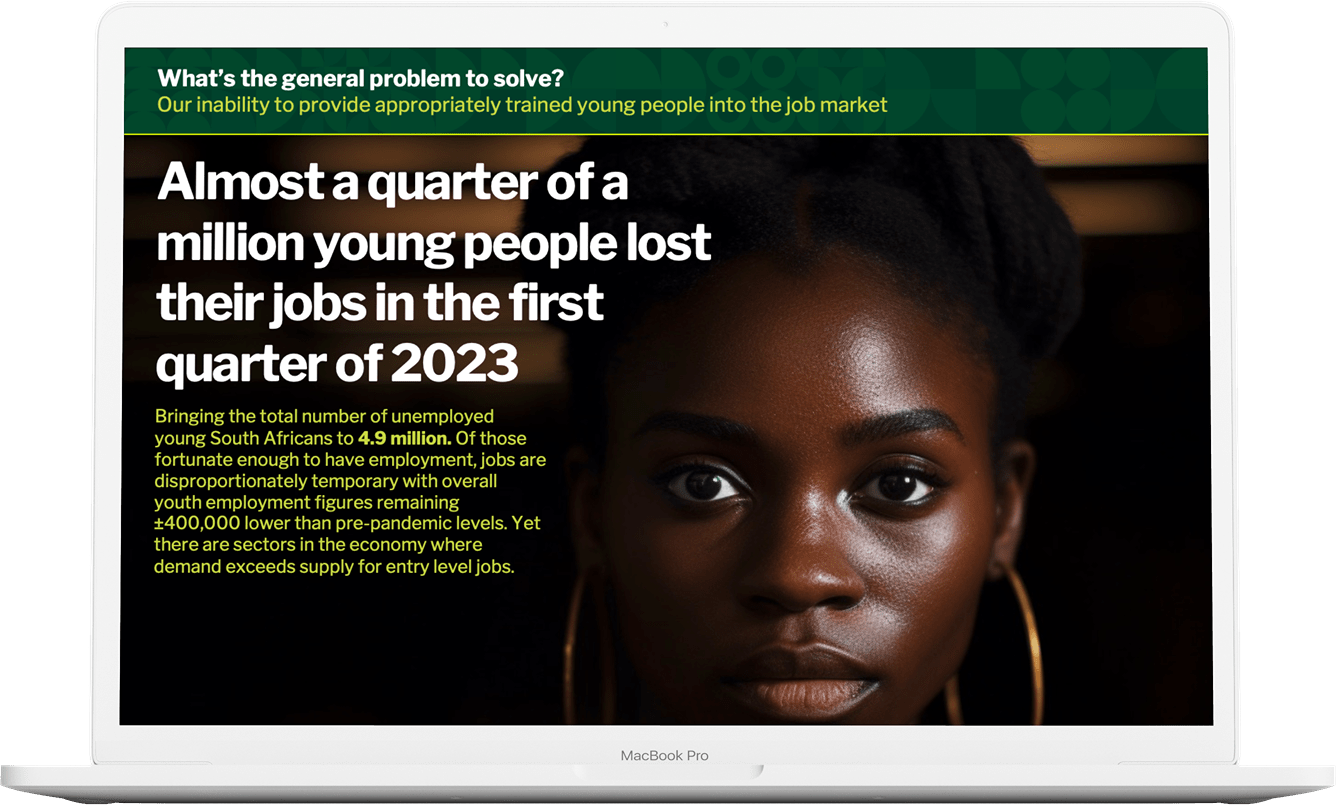 What’s the general problem to solve?
Our inability to provide appropriately trained young people into the job market
Almost a quarter of a
million young people lost
their jobs in the first
quarter of 2023
Bringing the total number of unemployed
young South Africans to 4.9 million. Of those
fortunate enough to have employment, jobs are
disproportionately temporary with overall
youth employment figures remaining
±400,000 lower than pre-pandemic levels. Yet
there are sectors in the economy where
demand exceeds supply for entry level jobs.
MacBook Pro